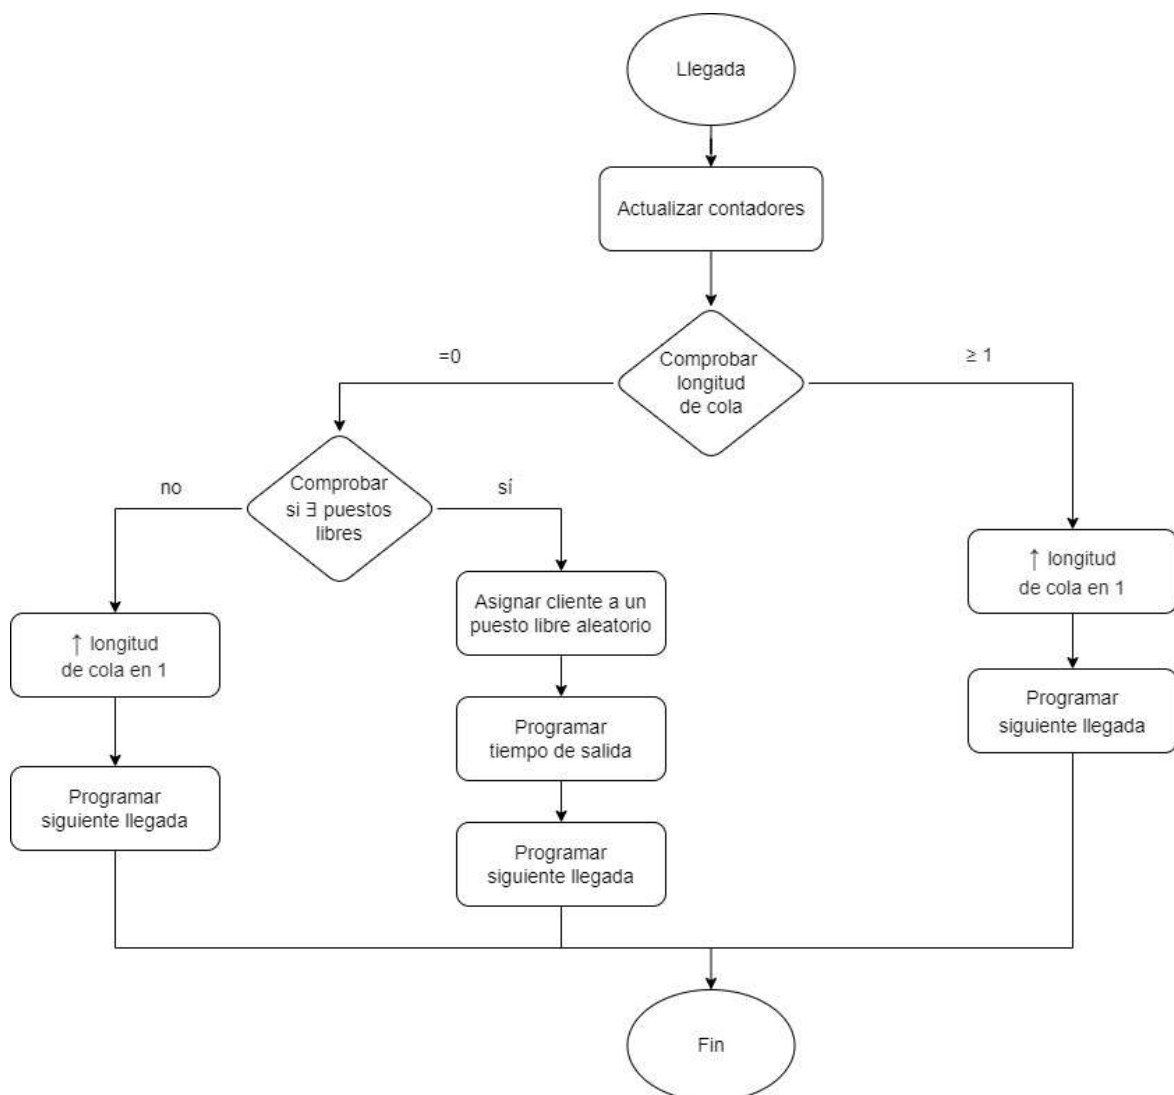 Llegada
Actualizar contadores
Comprobar
longitud
de cola
=0
≥ 1
Comprobar
si ∃ puestos
libres
no
sí
↑ longitud
de cola en 1
Asignar cliente a un
puesto libre aleatorio
↑ longitud
de cola en 1
Programar
tiempo de salida
Programar
siguiente llegada
Programar
siguiente llegada
Programar
siguiente llegada
Fin